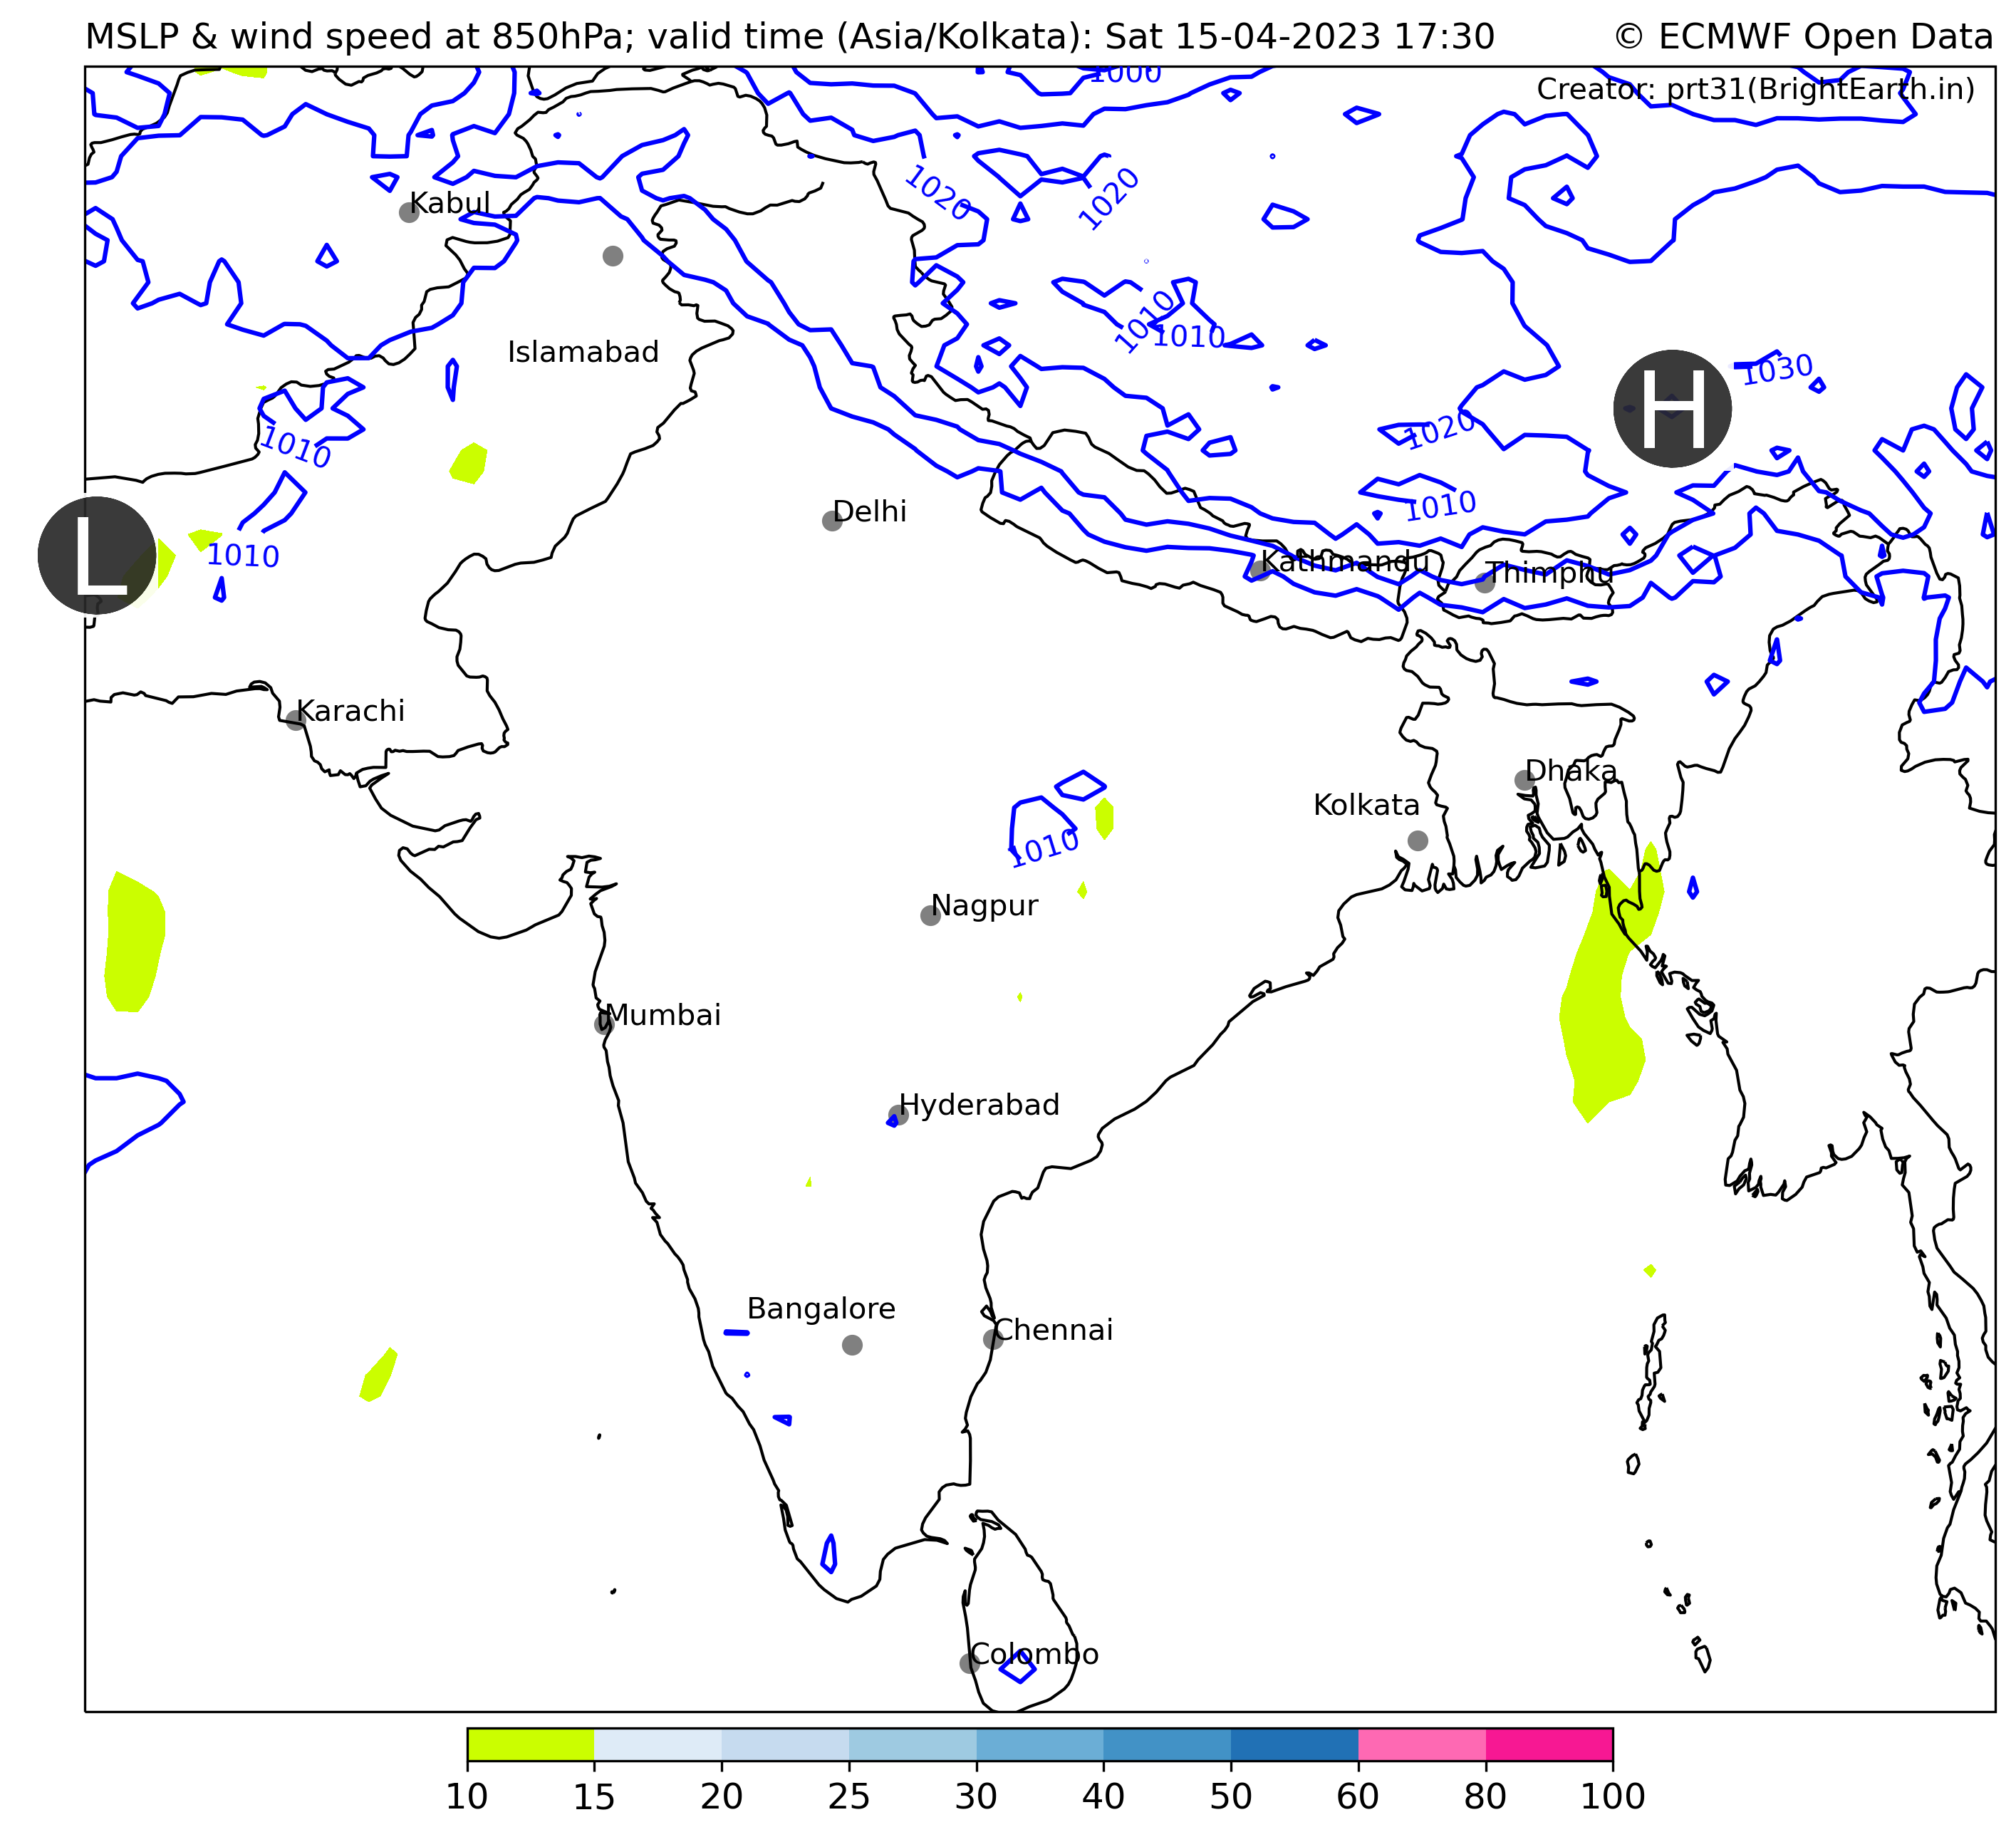 MSLP & wind speed at 850hPa; valid time (Asia/Kolkata): Sat 15-04-2023 17:30
© ECMWF Open Data
1000
Creator: prt31(BrightEarth.in)
1020
1020
Kabul
1010
1010
Islamabad
1030
H
1020
1010
1010
1010
Delhi
L
1010
Kathmandu
Thimphu
Karachi
Dhaka
Kolkata
1010
Nagpur
Mumbai
Hyderabad
Bangalore
Chennai
Colombo
10 15 20 25 30 40 50 60 80 100